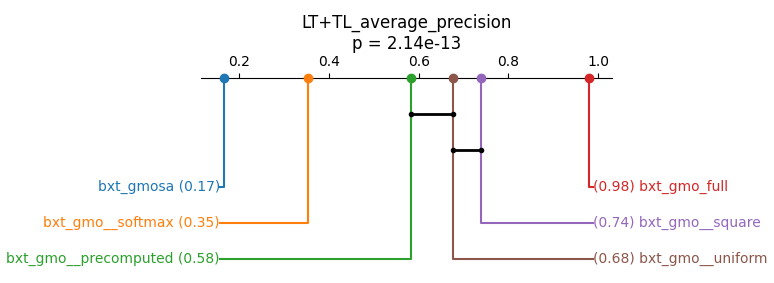 LT+TL_average_precision
p = 2.14e-13
0.2 0.4 0.6 0.8 1.0
bxt_gmosa (0.17) (0.98) bxt_gmo_full
bxt_gmo__softmax (0.35) (0.74) bxt_gmo__square
bxt_gmo__precomputed (0.58) (0.68) bxt_gmo__uniform